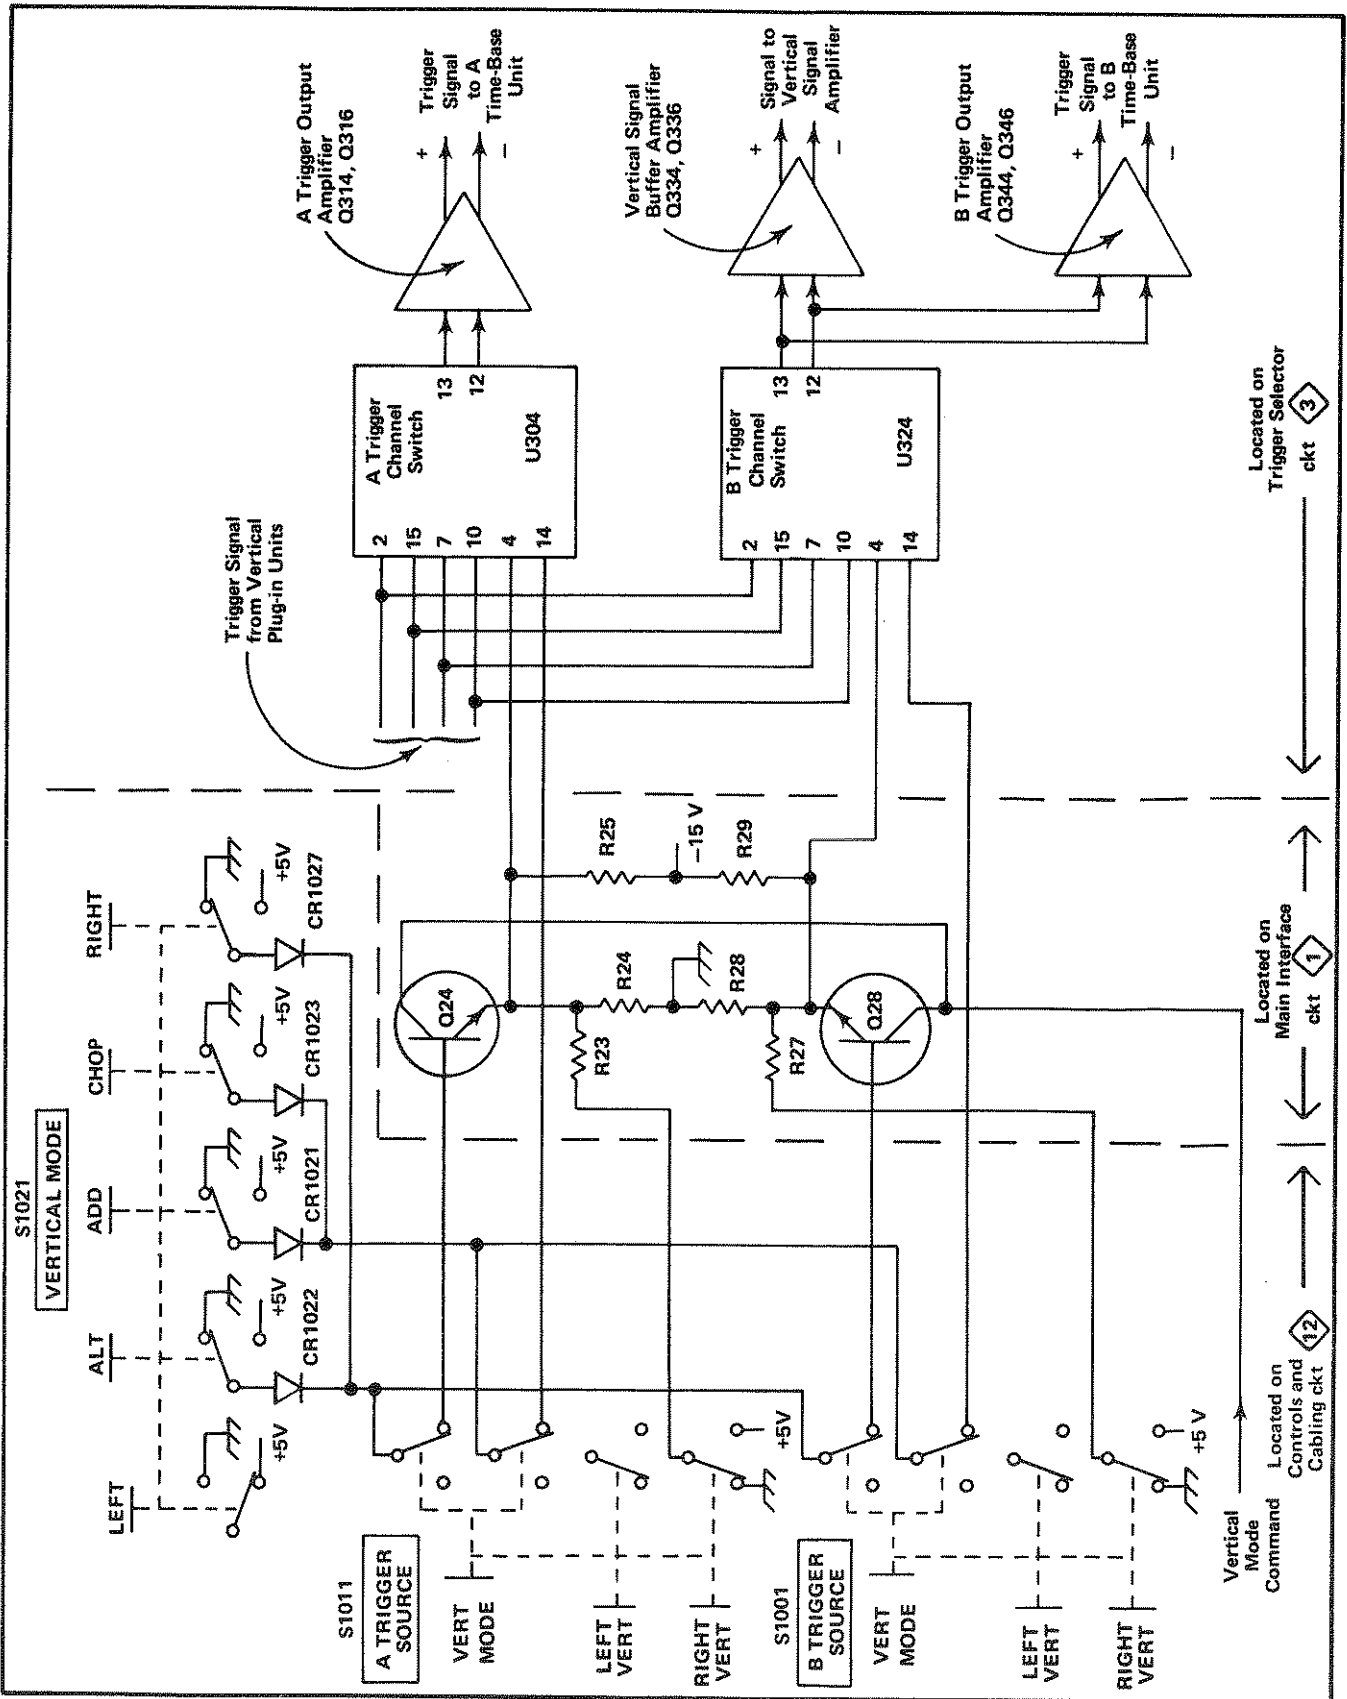 S1021
VERTICAL MODE
LEFT
ALT
ADD
CHOP
RIGHT
+5V
+5V
+5V
+5V
+5V
CR1022
CR1021
CR1023
CR1027
S1011
A TRIGGER
SOURCE
VERT
MODE
LEFT
VERT
RIGHT
VERT
+5V
S1001
B TRIGGER
SOURCE
VERT
MODE
LEFT
VERT
RIGHT
VERT
+5 V
Vertical
Mode
Command
Q24
R23
R24
R25
-15 V
R28
R29
R27
Q28
Trigger Signal
from Vertical
Plug-in Units
2
15
7
10
4
14
A Trigger
Channel
Switch
U304
13
12
2
15
7
10
4
14
B Trigger
Channel
Switch
U324
13
12
A Trigger Output
Amplifier
Q314, Q316
+
−
Trigger
Signal
to A
Time-Base
Unit
Vertical Signal
Buffer Amplifier
Q334, Q336
+
−
Signal to
Vertical
Signal
Amplifier
B Trigger Output
Amplifier
Q344, Q346
+
−
Trigger
Signal
to B
Time-Base
Unit
Located on
Controls and
Cabling ckt
12
Located on
Main Interface
ckt
1
Located on
Trigger Selector
ckt
3